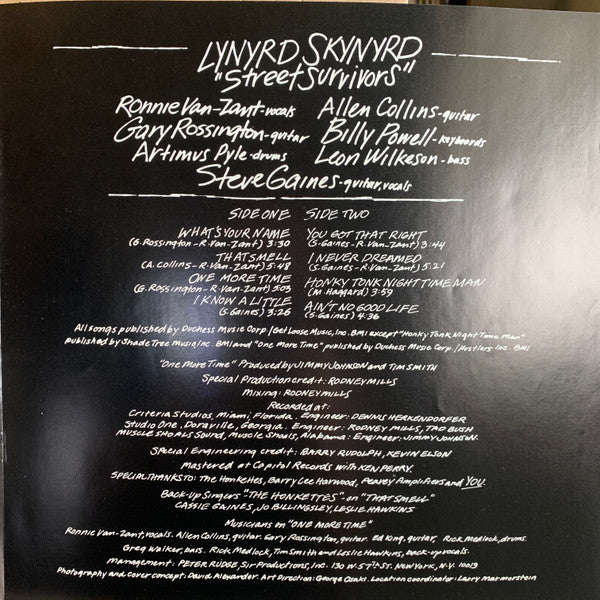 LYNYRD SKYNYRD
"Street Survivors"
Ronnie Van-Zant-vocals Allen Collins-guitar
Gary Rossington-guitar Billy Powell-keyboards
Artimus Pyle-drums Leon Wilkeson-bass
Steve Gaines-guitar, vocals
SIDE ONE SIDE TWO
WHAT'S YOUR NAME YOU GOT THAT RIGHT
(G. Rossington-R. Van-Zant) 3:30 (S. Gaines-R. Van-Zant) 3:44
THAT SMELL I NEVER DREAMED
(A. Collins-R. Van-Zant) 5:48 (S. Gaines-R. Van-Zant) 5:21
ONE MORE TIME HONKY TONK NIGHT TIME MAN
(G. Rossington-R. Van-Zant) 5:03 (M. Haggard) 3:59
I KNOW A LITTLE AIN'T NO GOOD LIFE
(S. Gaines) 3:26 (S. Gaines) 4:36
All songs published by Duchess Music Corp./Get Loose Music, Inc. BMI except "Honky Tonk Night Time Man"
Published by Shade Tree Music Inc. BMI and "One More Time" published by Duchess Music Corp./Hustlers Inc. BMI.
"One More Time" Produced by JIMMY JOHNSON and TIM SMITH
Special Production credit: RODNEY MILLS
Mixing: RODNEY MILLS
Recorded at:
Criteria Studios, Miami, Florida. Engineer: DENNIS HERKENDORFER
Studio One, Doraville, Georgia. Engineer: RODNEY MILLS, TAD BUSH
MUSCLE SHOALS SOUND, Muscle Shoals, Alabama: Engineer: JIMMY JOHNSON.
Special Engineering credit: BARRY RUDOLPH, KEVIN ELSON
Mastered at Capitol Records with KEN PERRY.
SPECIAL THANKS TO: The Honkettes, Barry Lee Harwood, Peavey Amplifiers and YOU.
Back-Up Singers "THE HONKETTES"-on "THAT SMELL"
CASSIE GAINES, JO BILLINGSLEY, LESLIE HAWKINS
Musicians on "ONE MORE TIME"
Ronnie Van-Zant, vocals. Allen Collins, guitar. Gary Rossington, guitar. Ed King, guitar. Rick Medlock, drums.
Greg Walker, bass. Rick Medlock, Tim Smith and Leslie Hawkins, back-up vocals.
Management: PETER RUDGE, Sir Productions, Inc. 130 W. 57th St. NEW YORK, N.Y. 10019
Photography and cover concept: David Alexander. Art Direction: George Osaki. Location coordinator: Larry Marmorstein